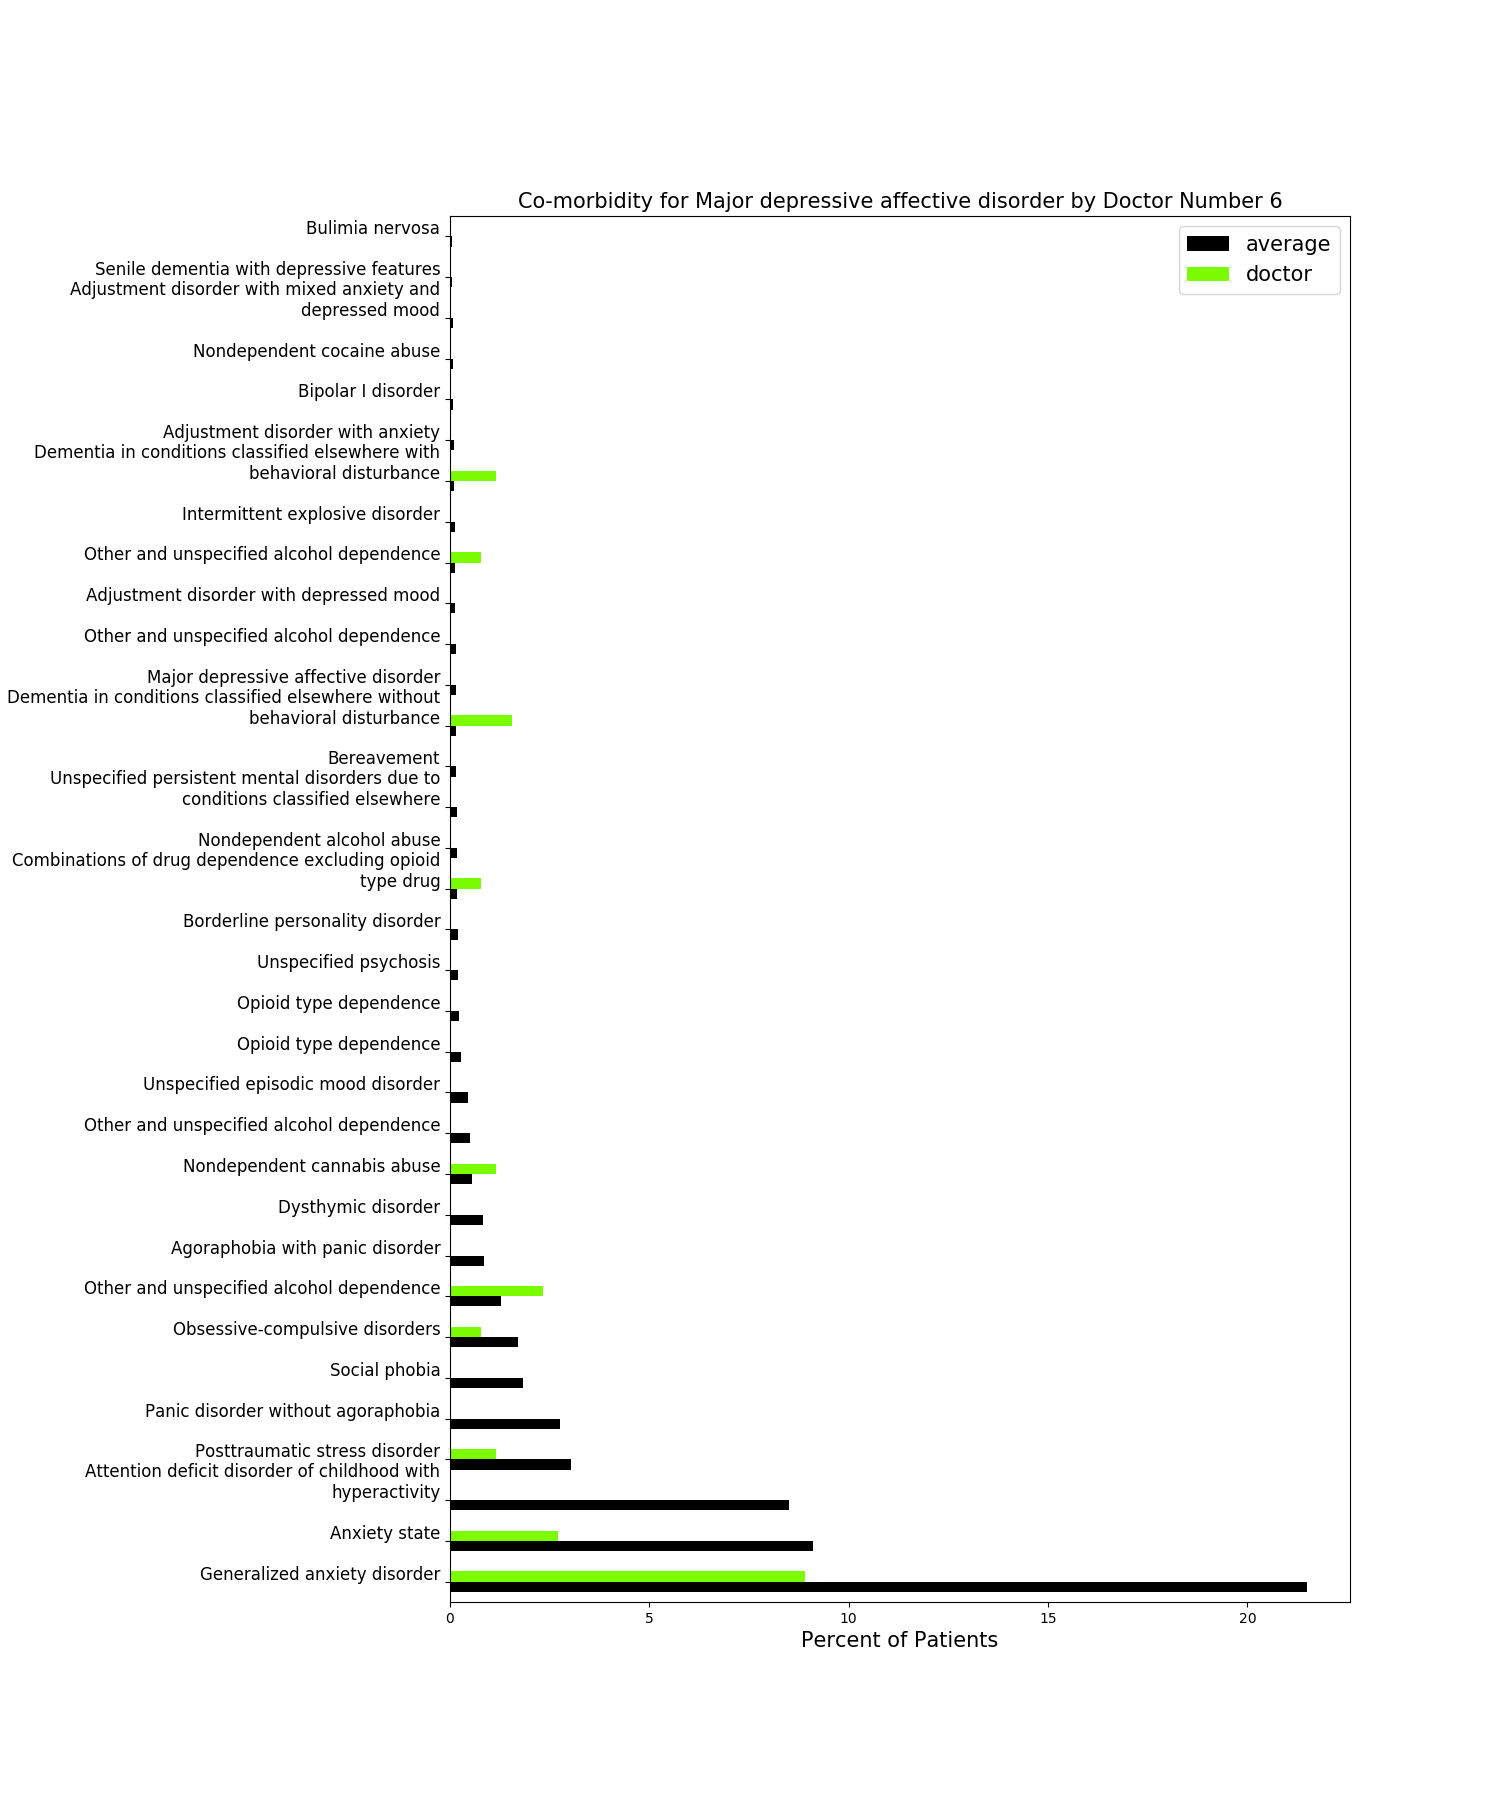 Co-morbidity for Major depressive affective disorder by Doctor Number 6
average
doctor
Bulimia nervosa
Senile dementia with depressive features
Adjustment disorder with mixed anxiety and
depressed mood
Nondependent cocaine abuse
Bipolar I disorder
Adjustment disorder with anxiety
Dementia in conditions classified elsewhere with
behavioral disturbance
Intermittent explosive disorder
Other and unspecified alcohol dependence
Adjustment disorder with depressed mood
Other and unspecified alcohol dependence
Major depressive affective disorder
Dementia in conditions classified elsewhere without
behavioral disturbance
Bereavement
Unspecified persistent mental disorders due to
conditions classified elsewhere
Nondependent alcohol abuse
Combinations of drug dependence excluding opioid
type drug
Borderline personality disorder
Unspecified psychosis
Opioid type dependence
Opioid type dependence
Unspecified episodic mood disorder
Other and unspecified alcohol dependence
Nondependent cannabis abuse
Dysthymic disorder
Agoraphobia with panic disorder
Other and unspecified alcohol dependence
Obsessive-compulsive disorders
Social phobia
Panic disorder without agoraphobia
Posttraumatic stress disorder
Attention deficit disorder of childhood with
hyperactivity
Anxiety state
Generalized anxiety disorder
0 5 10 15 20
Percent of Patients